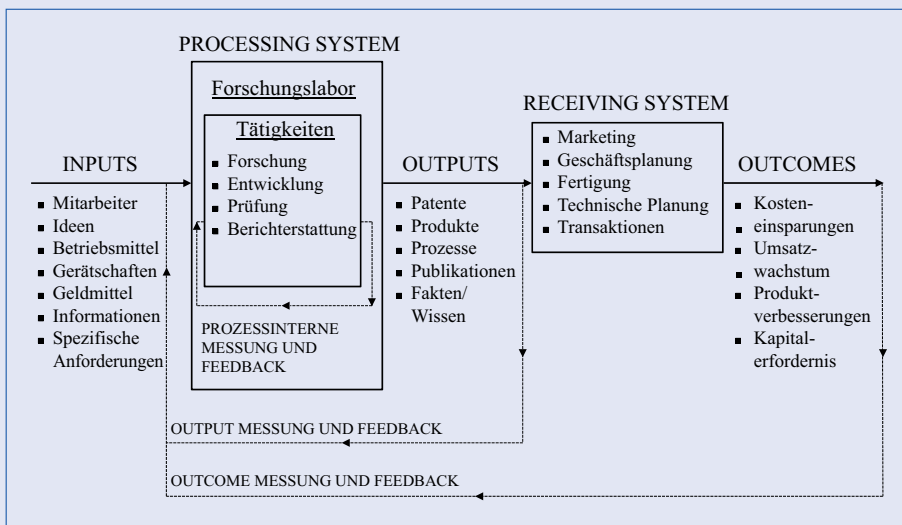 PROCESSING SYSTEM
Forschungslabor
Tätigkeiten
▪ Forschung
▪ Entwicklung
▪ Prüfung
▪ Berichterstattung
PROZESSINTERNE
MESSUNG UND
FEEDBACK
INPUTS
▪ Mitarbeiter
▪ Ideen
▪ Betriebsmittel
▪ Gerätschaften
▪ Geldmittel
▪ Informationen
▪ Spezifische
Anforderungen
OUTPUTS
▪ Patente
▪ Produkte
▪ Prozesse
▪ Publikationen
▪ Fakten/
Wissen
RECEIVING SYSTEM
▪ Marketing
▪ Geschäftsplanung
▪ Fertigung
▪ Technische Planung
▪ Transaktionen
OUTCOMES
▪ Kosten-
einsparungen
▪ Umsatz-
wachstum
▪ Produkt-
verbesserungen
▪ Kapital-
erfordernis
OUTPUT MESSUNG UND FEEDBACK
OUTCOME MESSUNG UND FEEDBACK